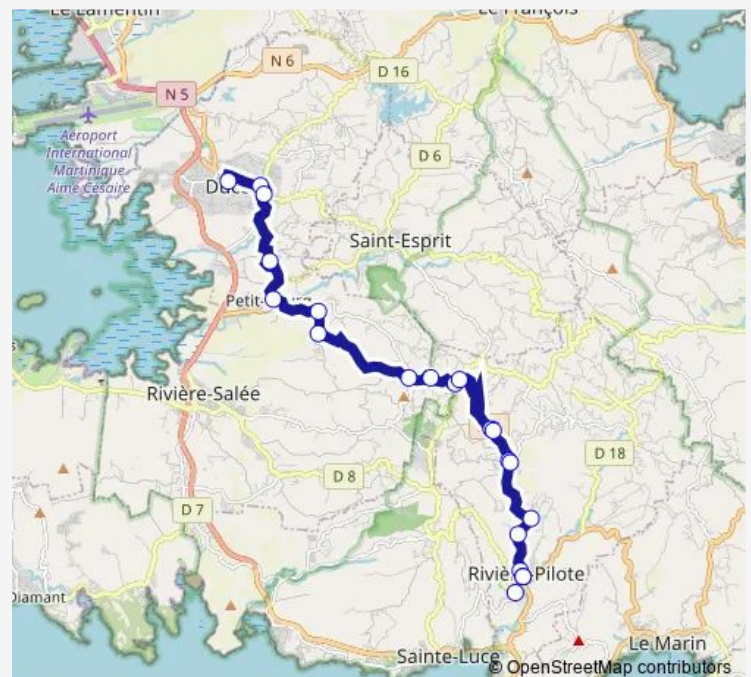 Le Lamentin
Le François
N 6
D 16
N 5
Aéroport
International
Martinique
Aimé Césaire
D 6
Saint-Esprit
Rivière-Salée
D 18
D 8
D 7
Diamant
Sainte-Luce
Le Marin
© OpenStreetMap contributors